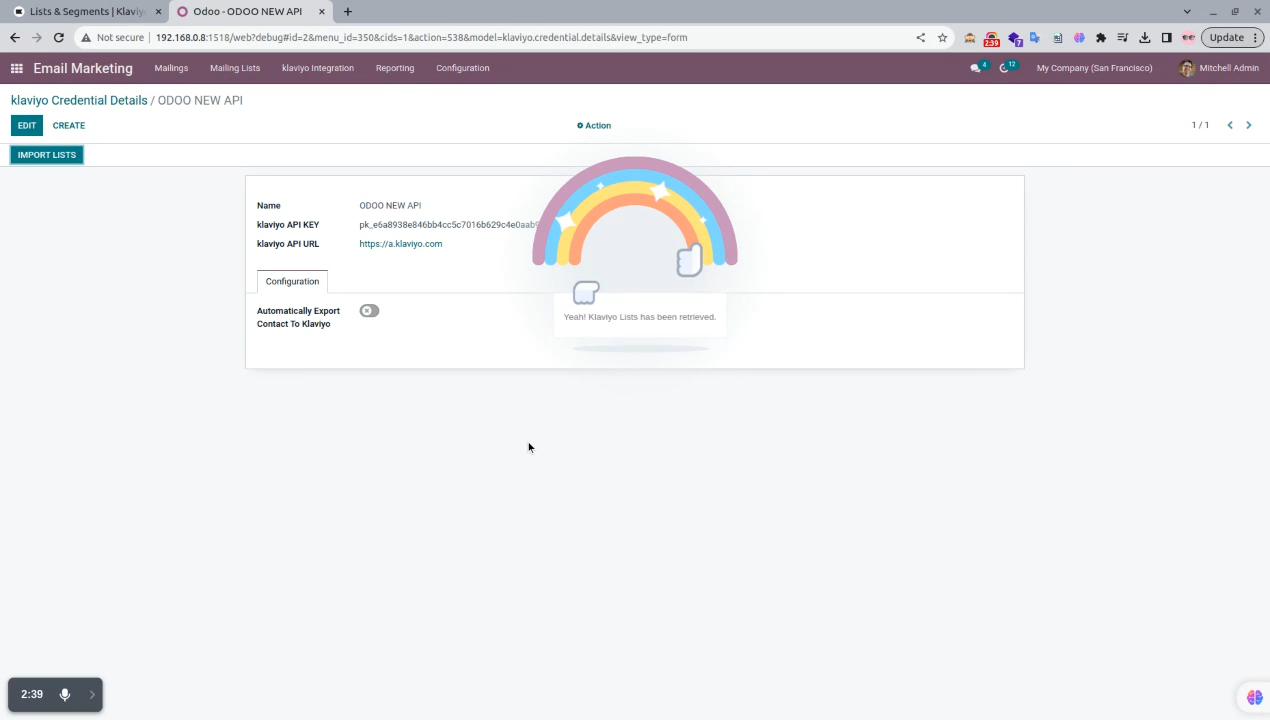 Lists & Segments | Klaviy
Odoo - ODOO NEW API
Not secure
192.168.0.8:1518/web?debug#id=2&menu_id=350&cids=1&action=538&model=klaviyo.credential.details&view_type=form
2:39
7
Update
Email Marketing
Mailings
Mailing Lists
klaviyo Integration
Reporting
Configuration
4
12
My Company (San Francisco)
Mitchell Admin
klaviyo Credential Details / ODOO NEW API
EDIT
CREATE
Action
1 / 1
IMPORT LISTS
Name
ODOO NEW API
klaviyo API KEY
pk_e6a8938e846bb4cc5c7016b629c4e0aab
klaviyo API URL
https://a.klaviyo.com
Configuration
Automatically Export
Contact To Klaviyo
Yeah! Klaviyo Lists has been retrieved.
2:39